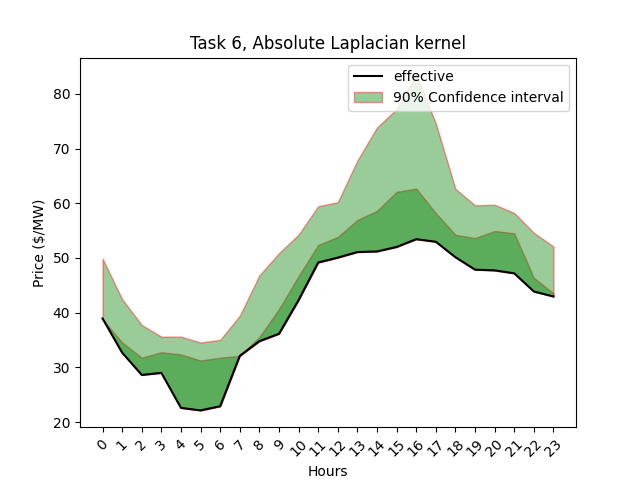 Task 6, Absolute Laplacian kernel
effective
90% Confidence interval
Price ($/MW)
80
70
60
50
40
30
20
0 1 2 3 4 5 6 7 8 9 10 11 12 13 14 15 16 17 18 19 20 21 22 23
Hours